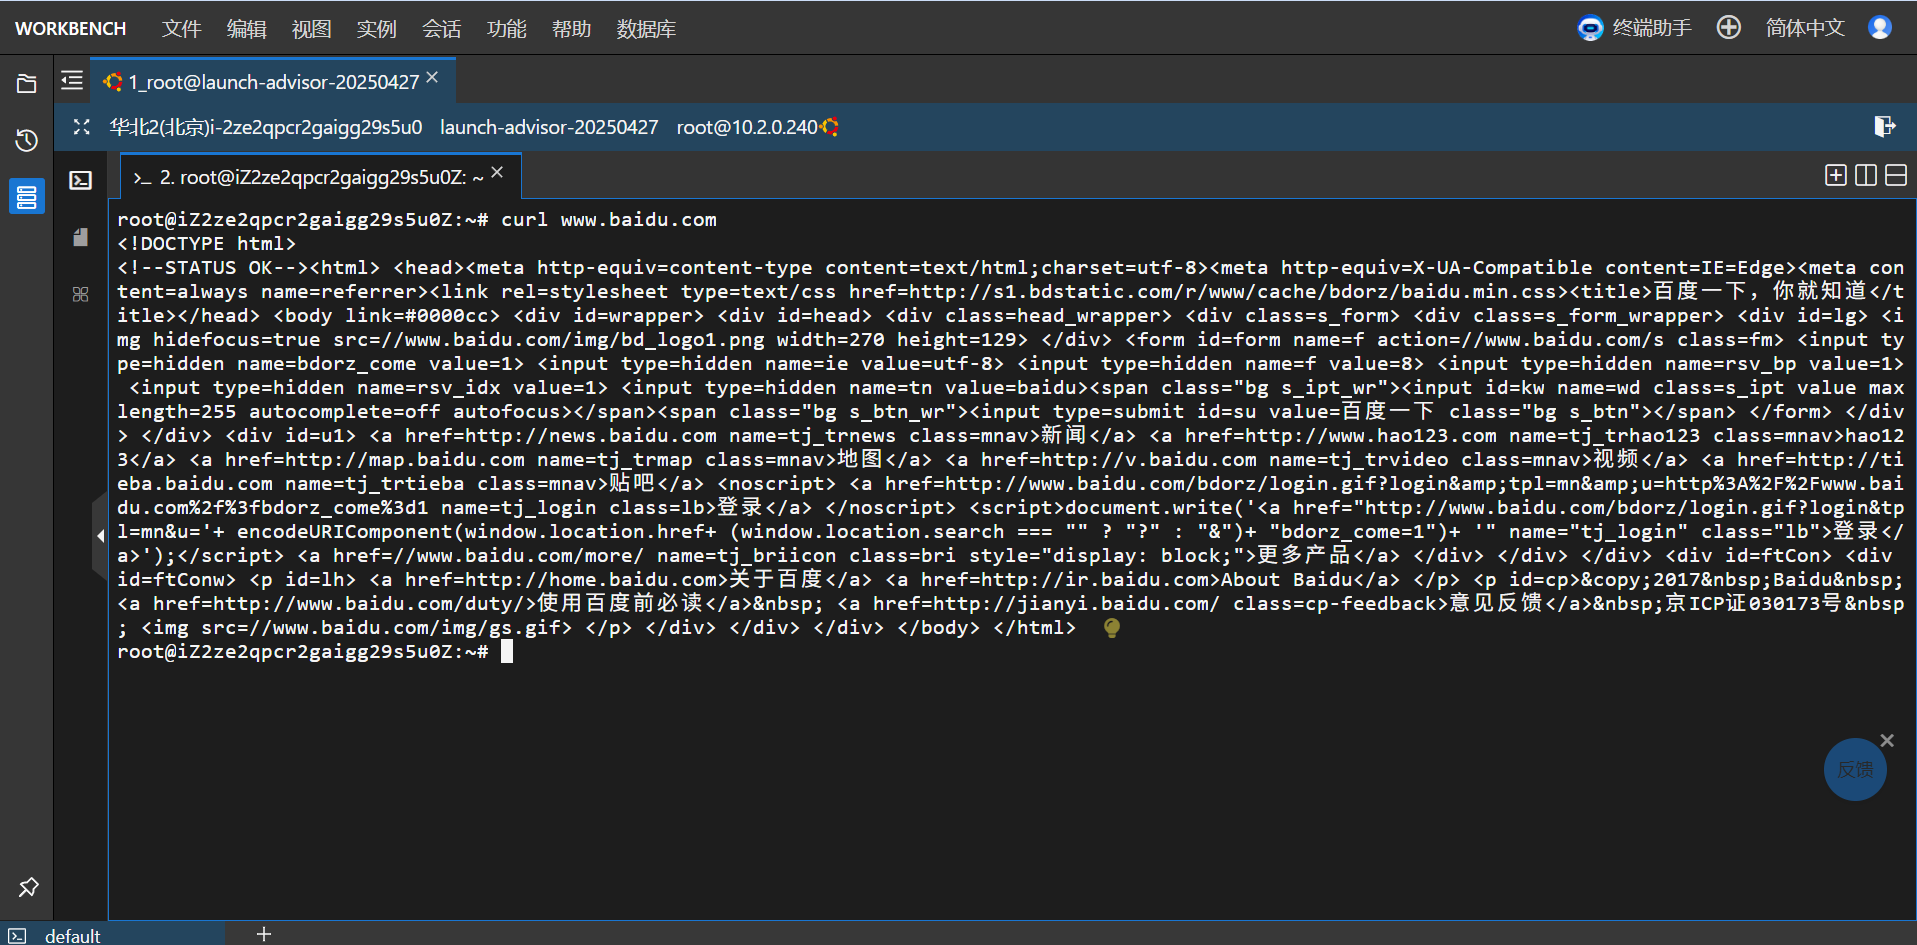 WORKBENCH 文件 编辑 视图 实例 会话 功能 帮助 数据库 终端助手 简体中文
1_root@launch-advisor-20250427
华北2(北京)i-2ze2qpcr2gaigg29s5u0 launch-advisor-20250427 root@10.2.0.240
>_ 2. root@iZ2ze2qpcr2gaigg29s5u0Z: ~
root@iZ2ze2qpcr2gaigg29s5u0Z:~# curl www.baidu.com
<!DOCTYPE html>
<!--STATUS OK--><html> <head><meta http-equiv=content-type content=text/html;charset=utf-8><meta http-equiv=X-UA-Compatible content=IE=Edge><meta con
tent=always name=referrer><link rel=stylesheet type=text/css href=http://s1.bdstatic.com/r/www/cache/bdorz/baidu.min.css><title>百度一下，你就知道</t
itle></head> <body link=#0000cc> <div id=wrapper> <div id=head> <div class=head_wrapper> <div class=s_form> <div class=s_form_wrapper> <div id=lg> <i
mg hidefocus=true src=//www.baidu.com/img/bd_logo1.png width=270 height=129> </div> <form id=form name=f action=//www.baidu.com/s class=fm> <input ty
pe=hidden name=bdorz_come value=1> <input type=hidden name=ie value=utf-8> <input type=hidden name=f value=8> <input type=hidden name=rsv_bp value=1>
 <input type=hidden name=rsv_idx value=1> <input type=hidden name=tn value=baidu><span class="bg s_ipt_wr"><input id=kw name=wd class=s_ipt value max
length=255 autocomplete=off autofocus></span><span class="bg s_btn_wr"><input type=submit id=su value=百度一下 class="bg s_btn"></span> </form> </div
> </div> <div id=u1> <a href=http://news.baidu.com name=tj_trnews class=mnav>新闻</a> <a href=http://www.hao123.com name=tj_trhao123 class=mnav>hao12
3</a> <a href=http://map.baidu.com name=tj_trmap class=mnav>地图</a> <a href=http://v.baidu.com name=tj_trvideo class=mnav>视频</a> <a href=http://ti
eba.baidu.com name=tj_trtieba class=mnav>贴吧</a> <noscript> <a href=http://www.baidu.com/bdorz/login.gif?login&amp;tpl=mn&amp;u=http%3A%2F%2Fwww.bai
du.com%2f%3fbdorz_come%3d1 name=tj_login class=lb>登录</a> </noscript> <script>document.write('<a href="http://www.baidu.com/bdorz/login.gif?login&tp
l=mn&u='+ encodeURIComponent(window.location.href+ (window.location.search === "" ? "?" : "&")+ "bdorz_come=1")+ '" name="tj_login" class="lb">登录</
a>');</script> <a href=//www.baidu.com/more/ name=tj_briicon class=bri style="display: block;">更多产品</a> </div> </div> </div> <div id=ftCon> <div
id=ftConw> <p id=lh> <a href=http://home.baidu.com>关于百度</a> <a href=http://ir.baidu.com>About Baidu</a> </p> <p id=cp>&copy;2017&nbsp;Baidu&nbsp;
<a href=http://www.baidu.com/duty/>使用百度前必读</a>&nbsp; <a href=http://jianyi.baidu.com/ class=cp-feedback>意见反馈</a>&nbsp;京ICP证030173号&nbsp
; <img src=//www.baidu.com/img/gs.gif> </p> </div> </div> </div> </body> </html>
root@iZ2ze2qpcr2gaigg29s5u0Z:~#
反馈
default